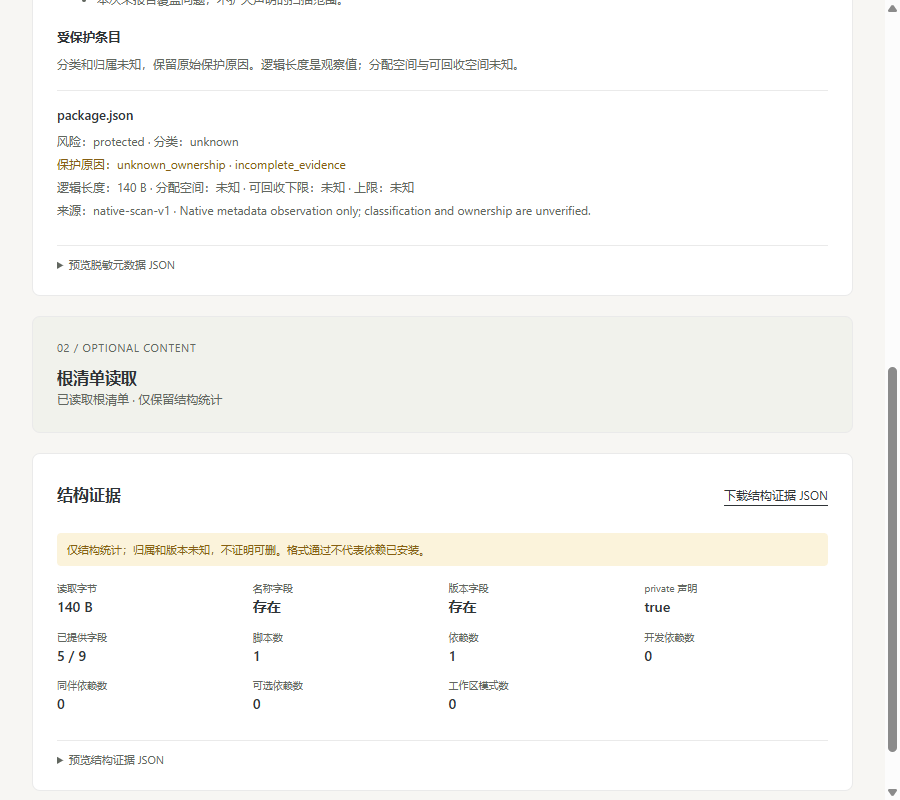 受保护条目
分类和归属未知，保留原始保护原因。逻辑长度是观察值；分配空间与可回收空间未知。
package.json
风险：protected · 分类：unknown
保护原因：unknown_ownership · incomplete_evidence
逻辑长度：140 B · 分配空间：未知 · 可回收下限：未知 · 上限：未知
来源：native-scan-v1 · Native metadata observation only; classification and ownership are unverified.
▶ 预览脱敏元数据 JSON
02 / OPTIONAL CONTENT
根清单读取
已读取根清单 · 仅保留结构统计
结构证据
下载结构证据 JSON
仅结构统计；归属和版本未知，不证明可删。格式通过不代表依赖已安装。
读取字节 名称字段 版本字段 private 声明
140 B 存在 存在 true
已提供字段 脚本数 依赖数 开发依赖数
5 / 9 1 1 0
同伴依赖数 可选依赖数 工作区模式数
0 0 0
▶ 预览结构证据 JSON